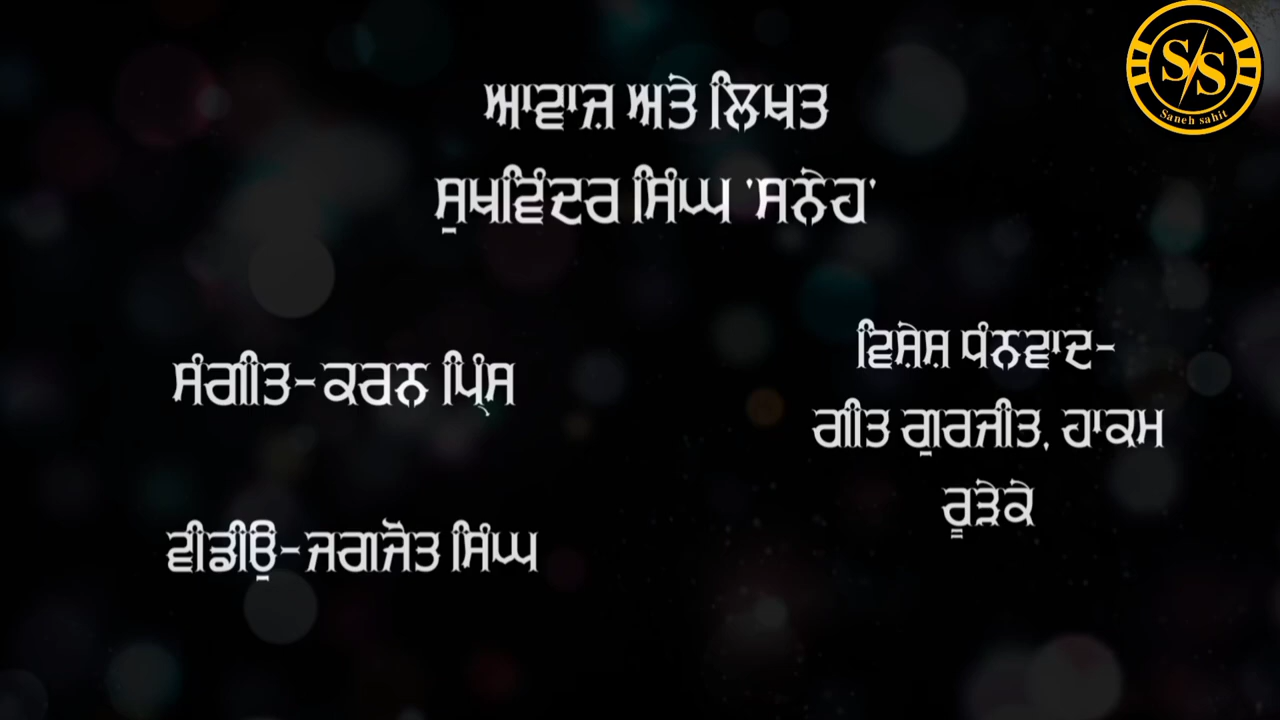 ਆਵਾਜ਼ ਅਤੇ ਲਿਖਤ
ਸੁਖਵਿੰਦਰ ਸਿੰਘ 'ਸਨੇਹ'
ਸੰਗੀਤ- ਕਰਨ ਪ੍ਰਿੰਸ
ਵੀਡੀਉ- ਜਗਜੋਤ ਸਿੰਘ
ਵਿਸ਼ੇਸ਼ ਧੰਨਵਾਦ-
ਗੀਤ ਗੁਰਜੀਤ, ਹਾਕਮ
ਰੂੜੇਕੇ
S/S
Saneh sahit